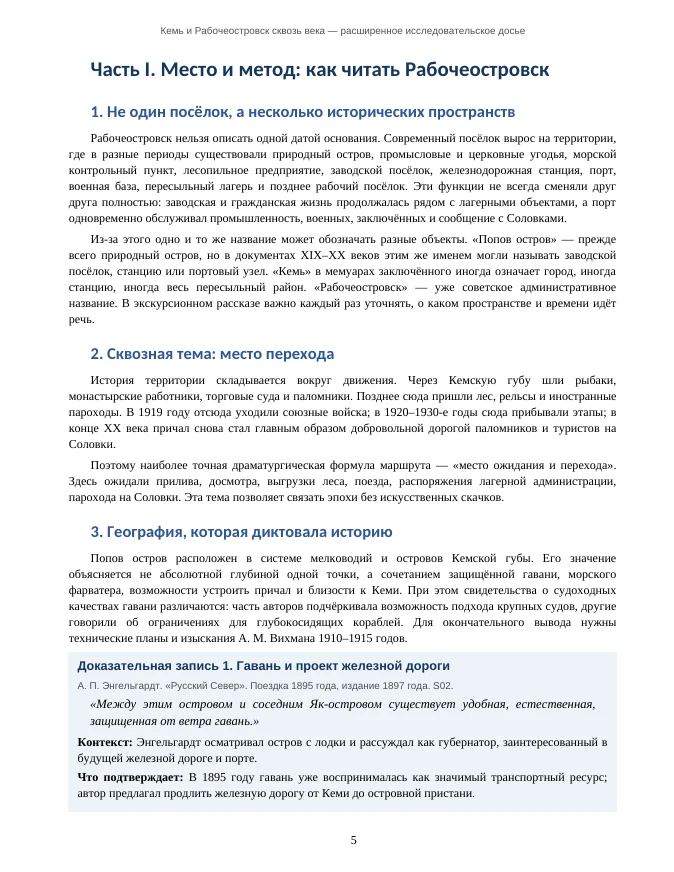 Кемь и Рабочеостровск сквозь века — расширенное исследовательское досье
Часть I. Место и метод: как читать Рабочеостровск
1. Не один посёлок, а несколько исторических пространств
Рабочеостровск нельзя описать одной датой основания. Современный посёлок вырос на территории,
где в разные периоды существовали природный остров, промысловые и церковные угодья, морской
контрольный пункт, лесопильное предприятие, заводской посёлок, железнодорожная станция, порт,
военная база, пересыльный лагерь и позднее рабочий посёлок. Эти функции не всегда сменяли друг
друга полностью: заводская и гражданская жизнь продолжалась рядом с лагерными объектами, а порт
одновременно обслуживал промышленность, военных, заключённых и сообщение с Соловками.
Из-за этого одно и то же название может обозначать разные объекты. «Попов остров» — прежде
всего природный остров, но в документах XIX–XX веков этим же именем могли называть заводской
посёлок, станцию или портовый узел. «Кемь» в мемуарах заключённого иногда означает город, иногда
станцию, иногда весь пересыльный район. «Рабочеостровск» — уже советское административное
название. В экскурсионном рассказе важно каждый раз уточнять, о каком пространстве и времени идёт
речь.
2. Сквозная тема: место перехода
История территории складывается вокруг движения. Через Кемскую губу шли рыбаки,
монастырские работники, торговые суда и паломники. Позднее сюда пришли лес, рельсы и иностранные
пароходы. В 1919 году отсюда уходили союзные войска; в 1920–1930-е годы сюда прибывали этапы; в
конце XX века причал снова стал главным образом добровольной дорогой паломников и туристов на
Соловки.
Поэтому наиболее точная драматургическая формула маршрута — «место ожидания и перехода».
Здесь ожидали прилива, досмотра, выгрузки леса, поезда, распоряжения лагерной администрации,
парохода на Соловки. Эта тема позволяет связать эпохи без искусственных скачков.
3. География, которая диктовала историю
Попов остров расположен в системе мелководий и островов Кемской губы. Его значение
объясняется не абсолютной глубиной одной точки, а сочетанием защищённой гавани, морского
фарватера, возможности устроить причал и близости к Кеми. При этом свидетельства о судоходных
качествах гавани различаются: часть авторов подчёркивала возможность подхода крупных судов, другие
говорили об ограничениях для глубокосидящих кораблей. Для окончательного вывода нужны
технические планы и изыскания А. М. Вихмана 1910–1915 годов.
Доказательная запись 1. Гавань и проект железной дороги
А. П. Энгельгардт. «Русский Север». Поездка 1895 года, издание 1897 года. S02.
«Между этим островом и соседним Як-островом существует удобная, естественная,
защищенная от ветра гавань.»
Контекст: Энгельгардт осматривал остров с лодки и рассуждал как губернатор, заинтересованный в
будущей железной дороге и порте.
Что подтверждает: В 1895 году гавань уже воспринималась как значимый транспортный ресурс;
автор предлагал продлить железную дорогу от Кеми до островной пристани.
5